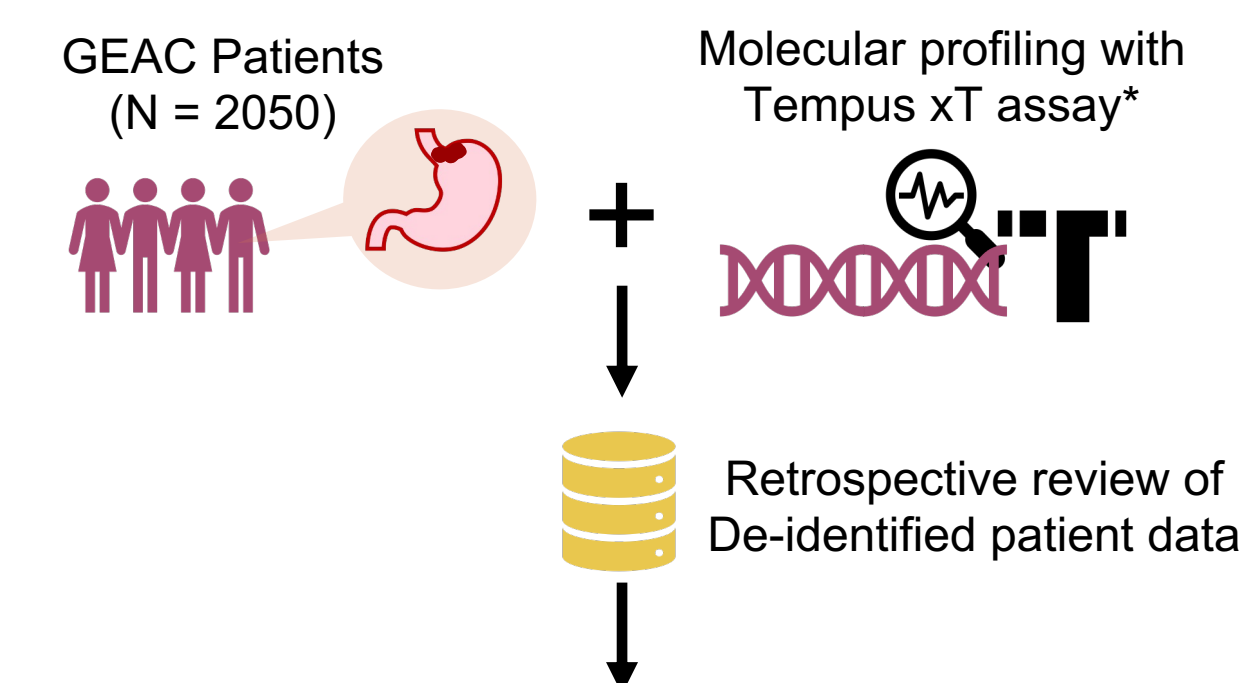 GEAC Patients
(N = 2050)
Molecular profiling with
Tempus xT assay*
Retrospective review of
De-identified patient data